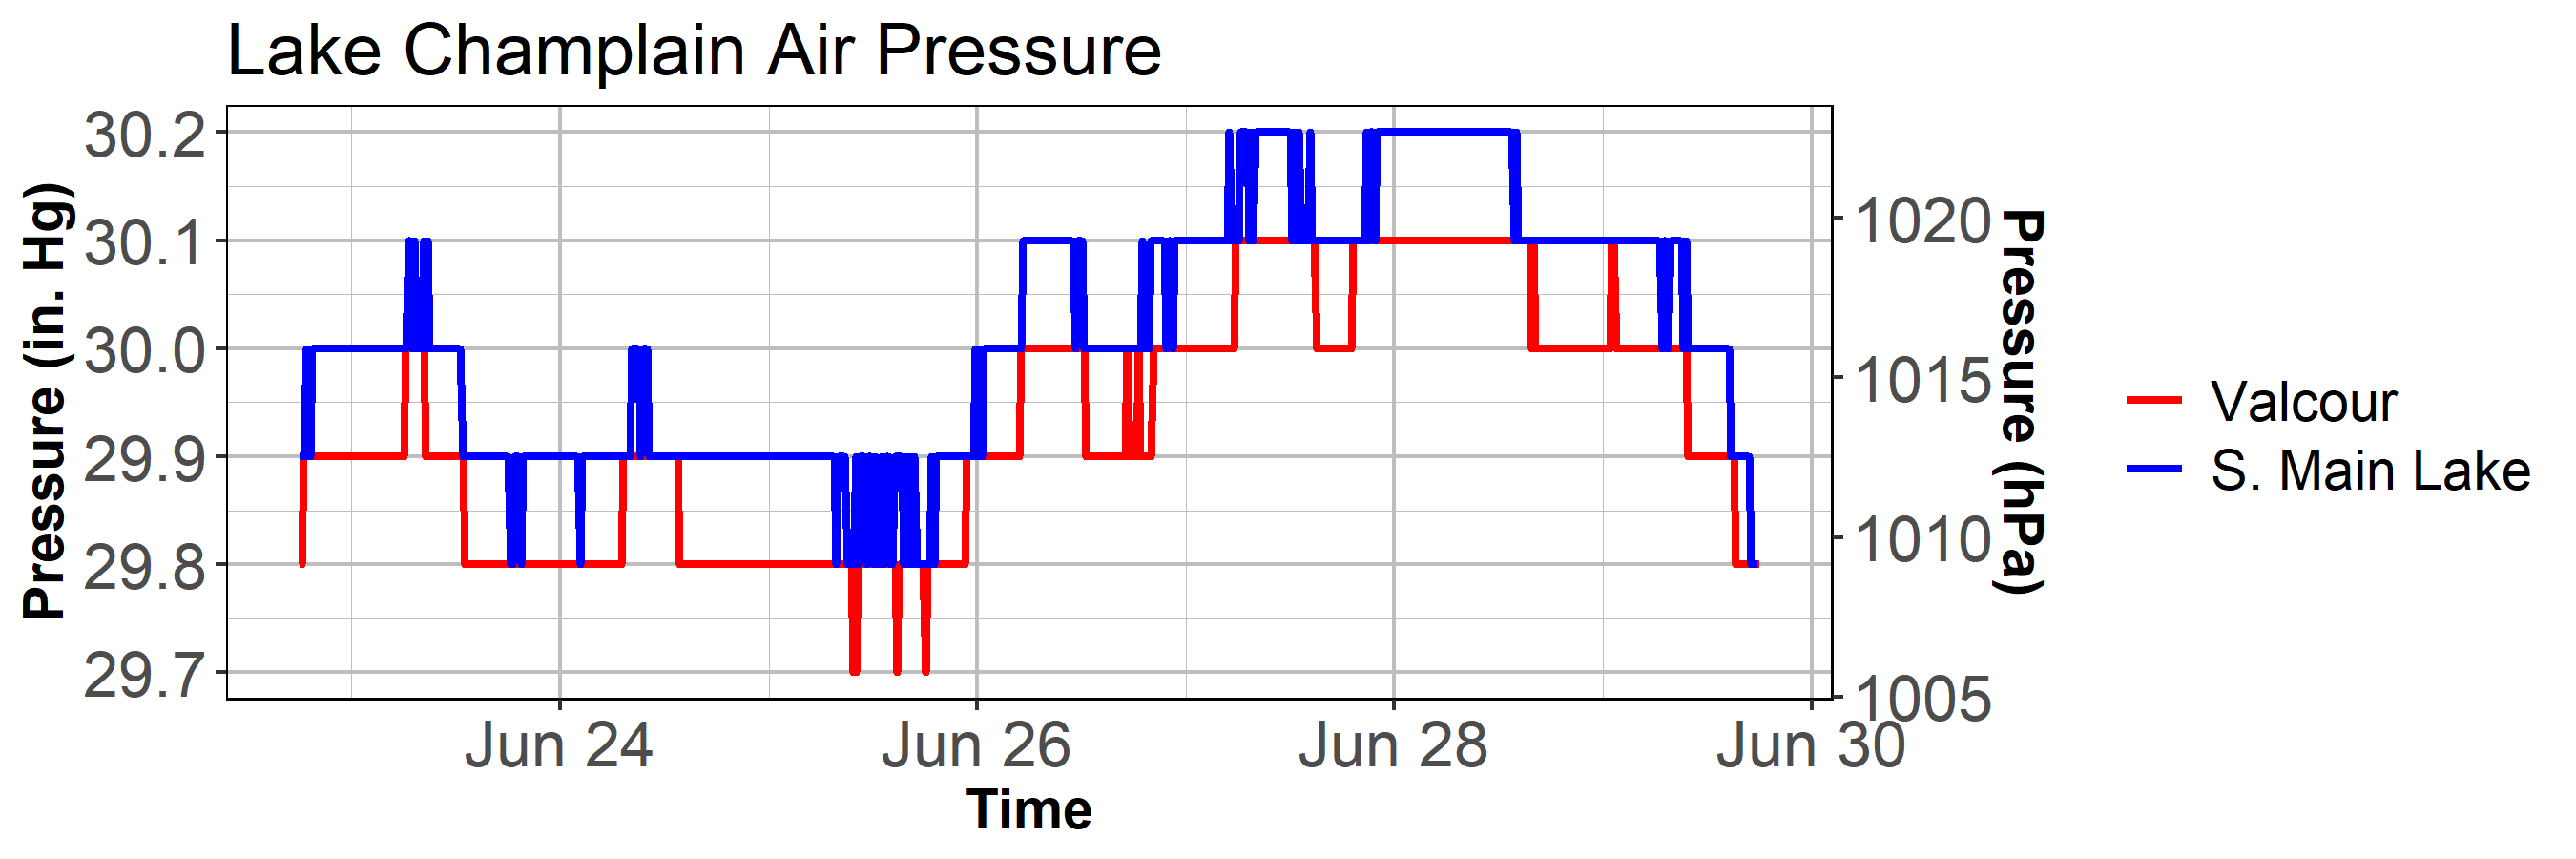 Lake Champlain Air Pressure
Pressure (in. Hg)
30.2
30.1
30.0
29.9
29.8
29.7
1020
1015
1010
1005
Pressure (hPa)
Jun 24
Jun 26
Jun 28
Jun 30
Time
Valcour
S. Main Lake